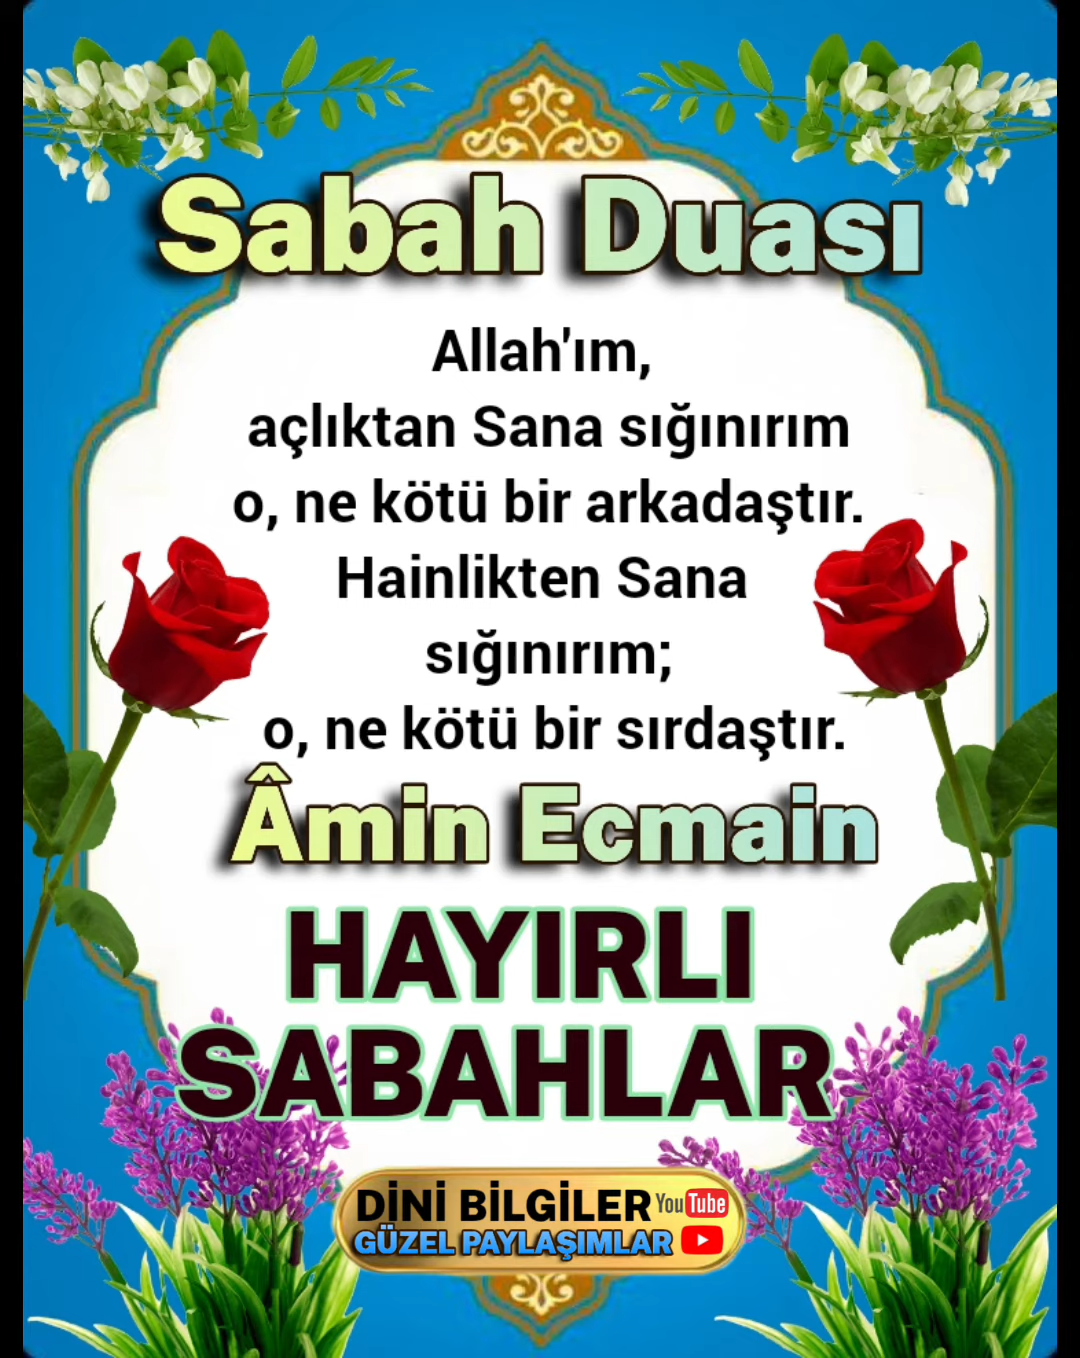 Sabah Duası
Allah'ım,
açlıktan Sana sığınırım
o, ne kötü bir arkadaştır.
Hainlikten Sana
sığınırım;
o, ne kötü bir sırdaştır.
Âmin Ecmain
HAYIRLI
SABAHLAR
DİNİ BİLGİLER YouTube
GÜZEL PAYLAŞIMLAR